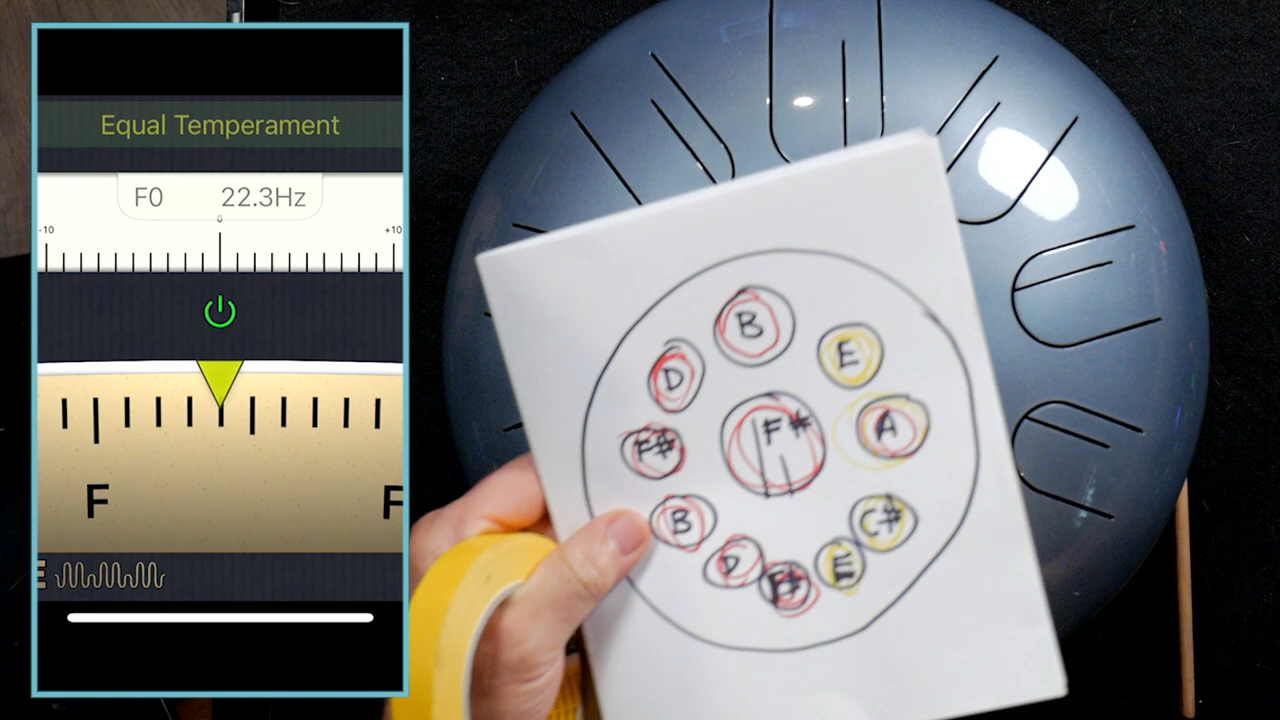 Equal Temperament
F0 22.3Hz
-10 0 +10
F F
E
B
D E
F# F# A
B C#
D F# E